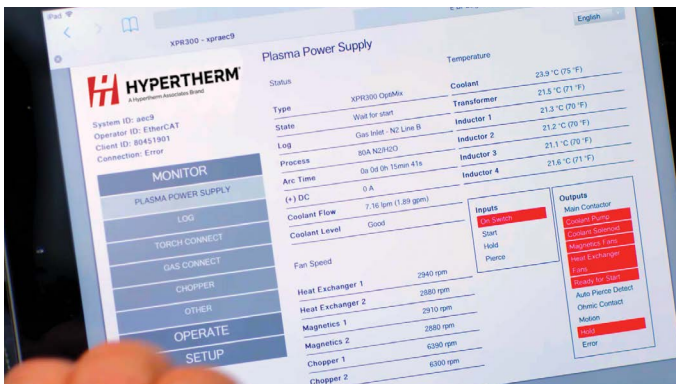 iPad
XPR300 - xpraec9
English
HYPERTHERM
A Hypertherm Associates Brand
System ID: aec9
Operator ID: EtherCAT
Client ID: 80451901
Connection: Error
MONITOR
PLASMA POWER SUPPLY
LOG
TORCH CONNECT
GAS CONNECT
CHOPPER
OTHER
OPERATE
SETUP
Plasma Power Supply
Status
Type XPR300 OptMix
State Wait for start
Log Gas Inlet - N2 Line B
Process 80A N2/H2O
Arc Time 0a 0d 0h 15min 41s
(+) DC 0 A
Coolant Flow 7.16 lpm (1.89 gpm)
Coolant Level Good
Fan Speed
Heat Exchanger 1 2940 rpm
Heat Exchanger 2 2880 rpm
Magnetics 1 2910 rpm
Magnetics 2 2880 rpm
Chopper 1 6390 rpm
Chopper 2 6300 rpm
Temperature
Coolant 23.9 °C (75 °F)
Transformer 21.5 °C (71 °F)
Inductor 1 21.3 °C (70 °F)
Inductor 2 21.2 °C (70 °F)
Inductor 3 21.1 °C (70 °F)
Inductor 4 21.6 °C (71 °F)
Inputs
On Switch
Start
Hold
Pierce
Outputs
Main Contactor
Coolant Pump
Coolant Solenoid
Magnetics Fans
Heat Exchanger
Fans
Ready for Start
Auto Pierce Detect
Ohmic Contact
Motion
Hold
Error